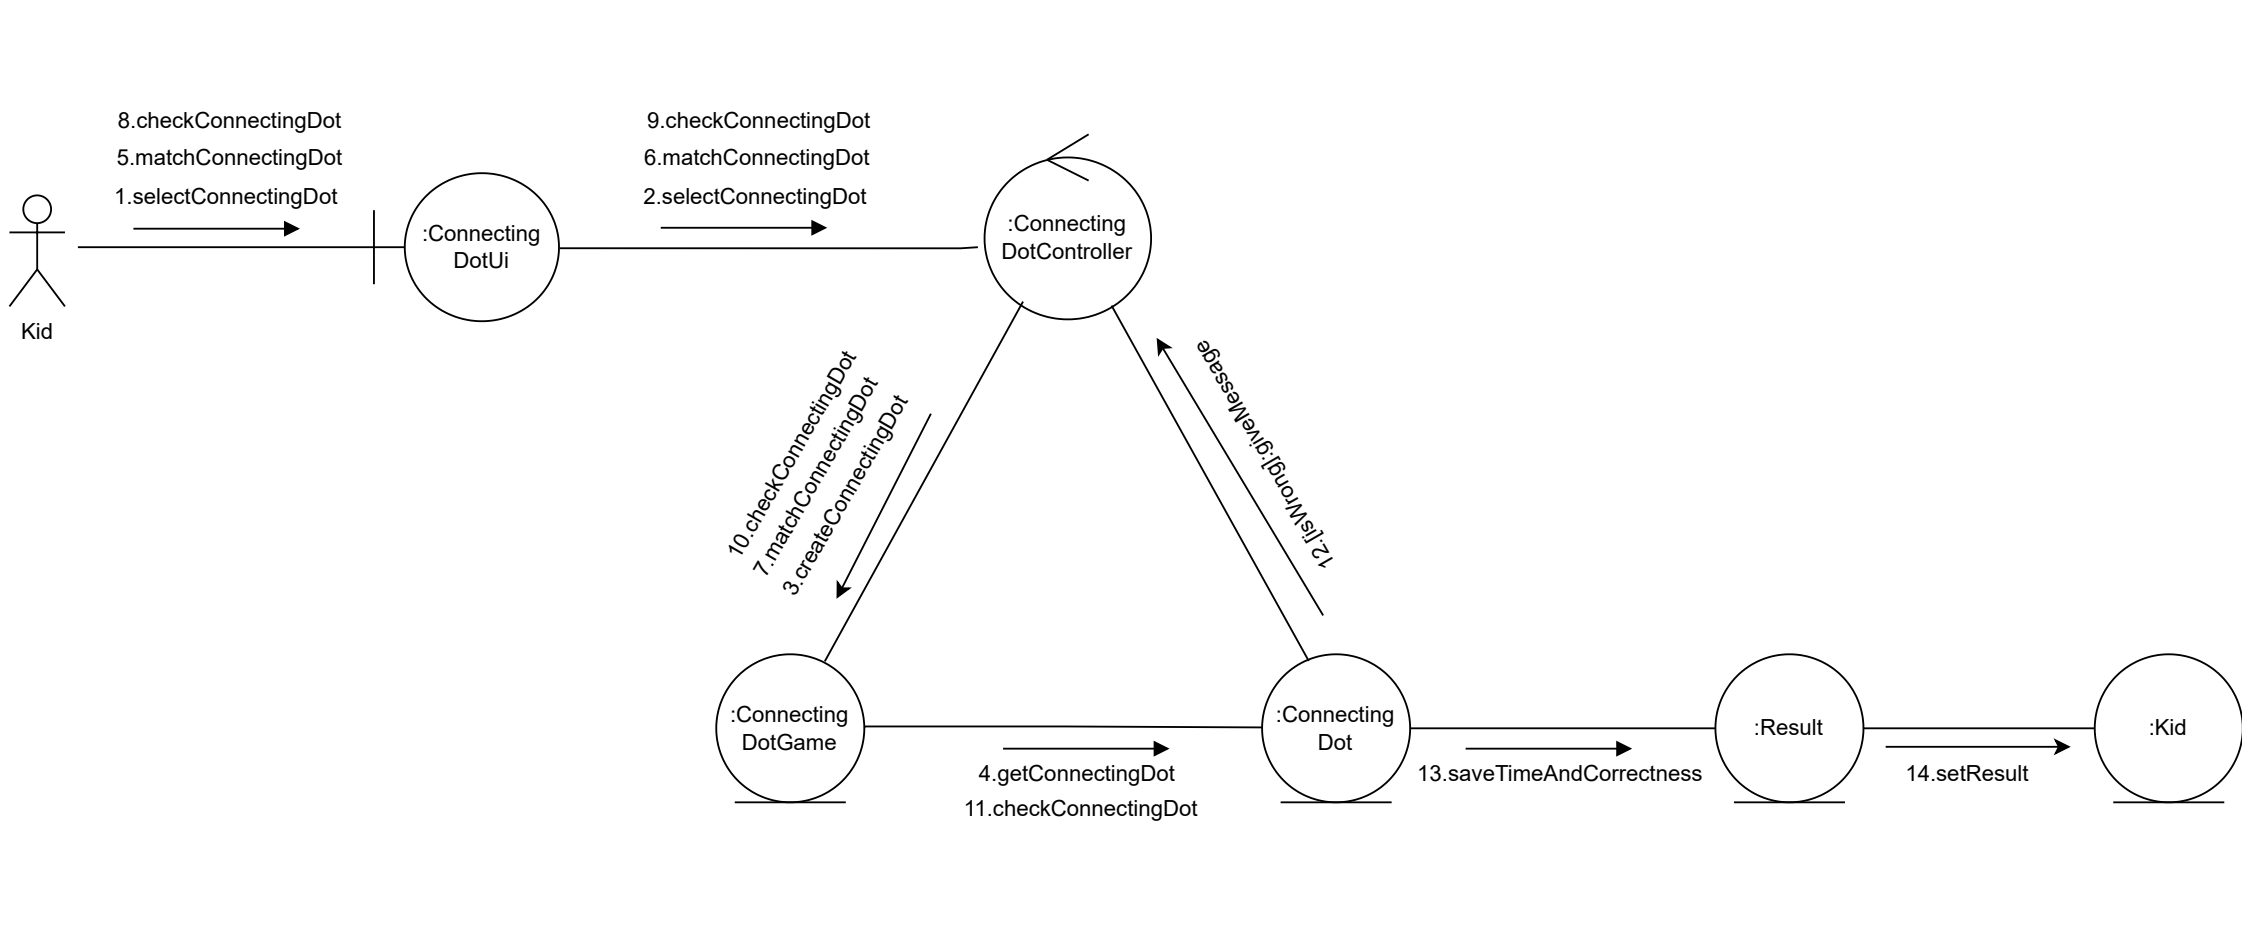 8.checkConnectingDot
5.matchConnectingDot
1.selectConnectingDot
Kid
:Connecting
DotUi
9.checkConnectingDot
6.matchConnectingDot
2.selectConnectingDot
:Connecting
DotController
10.checkConnectingDot
7.matchConnectingDot
3.createConnectingDot
12.[isWrong]:giveMessage
:Connecting
DotGame
4.getConnectingDot
11.checkConnectingDot
:Connecting
Dot
13.saveTimeAndCorrectness
:Result
14.setResult
:Kid